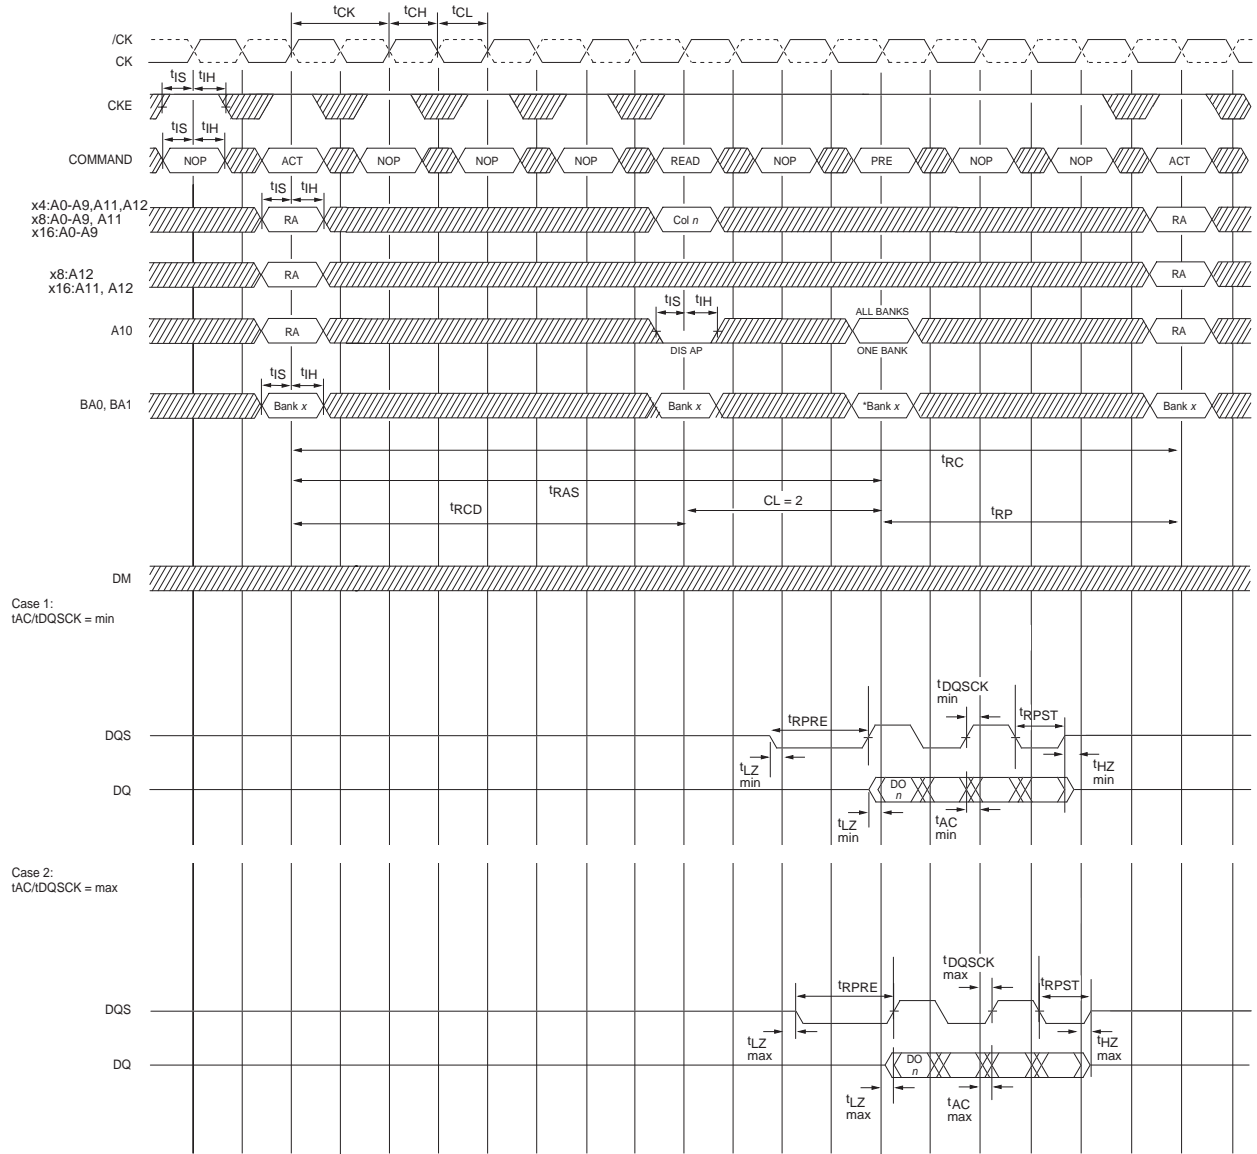 tCK tCH tCL
/CK
CK
tIS tIH
CKE
tIS tIH
COMMAND NOP ACT NOP NOP NOP READ NOP PRE NOP NOP ACT
tIS tIH
x4:A0-A9,A11,A12
x8:A0-A9, A11
x16:A0-A9
RA Col n RA
x8:A12
x16:A11, A12
RA RA
tIS tIH
ALL BANKS
A10 RA RA
DIS AP ONE BANK
tIS tIH
BA0, BA1 Bank x Bank x *Bank x Bank x
tRC
tRAS
CL = 2
tRCD tRP
DM
Case 1:
tAC/tDQSCK = min
tDQSCK
min
tRPRE tRPST
DQS
tLZ
min
tHZ
min
DQ DO
n
tLZ
min
tAC
min
Case 2:
tAC/tDQSCK = max
tDQSCK
max
tRPRE tRPST
DQS
tLZ
max
tHZ
max
DQ DO
n
tLZ
max
tAC
max